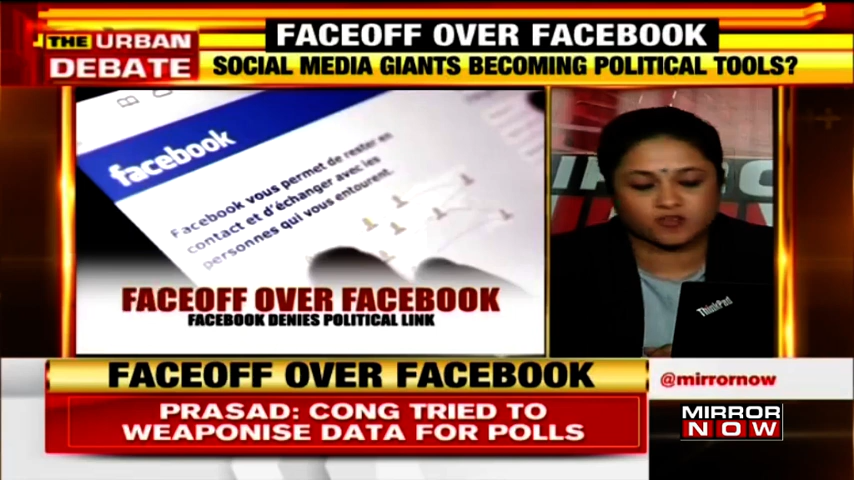 THE URBAN
DEBATE
FACEOFF OVER FACEBOOK
SOCIAL MEDIA GIANTS BECOMING POLITICAL TOOLS?
facebook
Facebook vous permet de rester en
contact et d'échanger avec les
personnes qui vous entourent.
FACEOFF OVER FACEBOOK
FACEBOOK DENIES POLITICAL LINK
ThinkPad
FACEOFF OVER FACEBOOK
@mirrornow
PRASAD: CONG TRIED TO
WEAPONISE DATA FOR POLLS
MIRROR
NOW